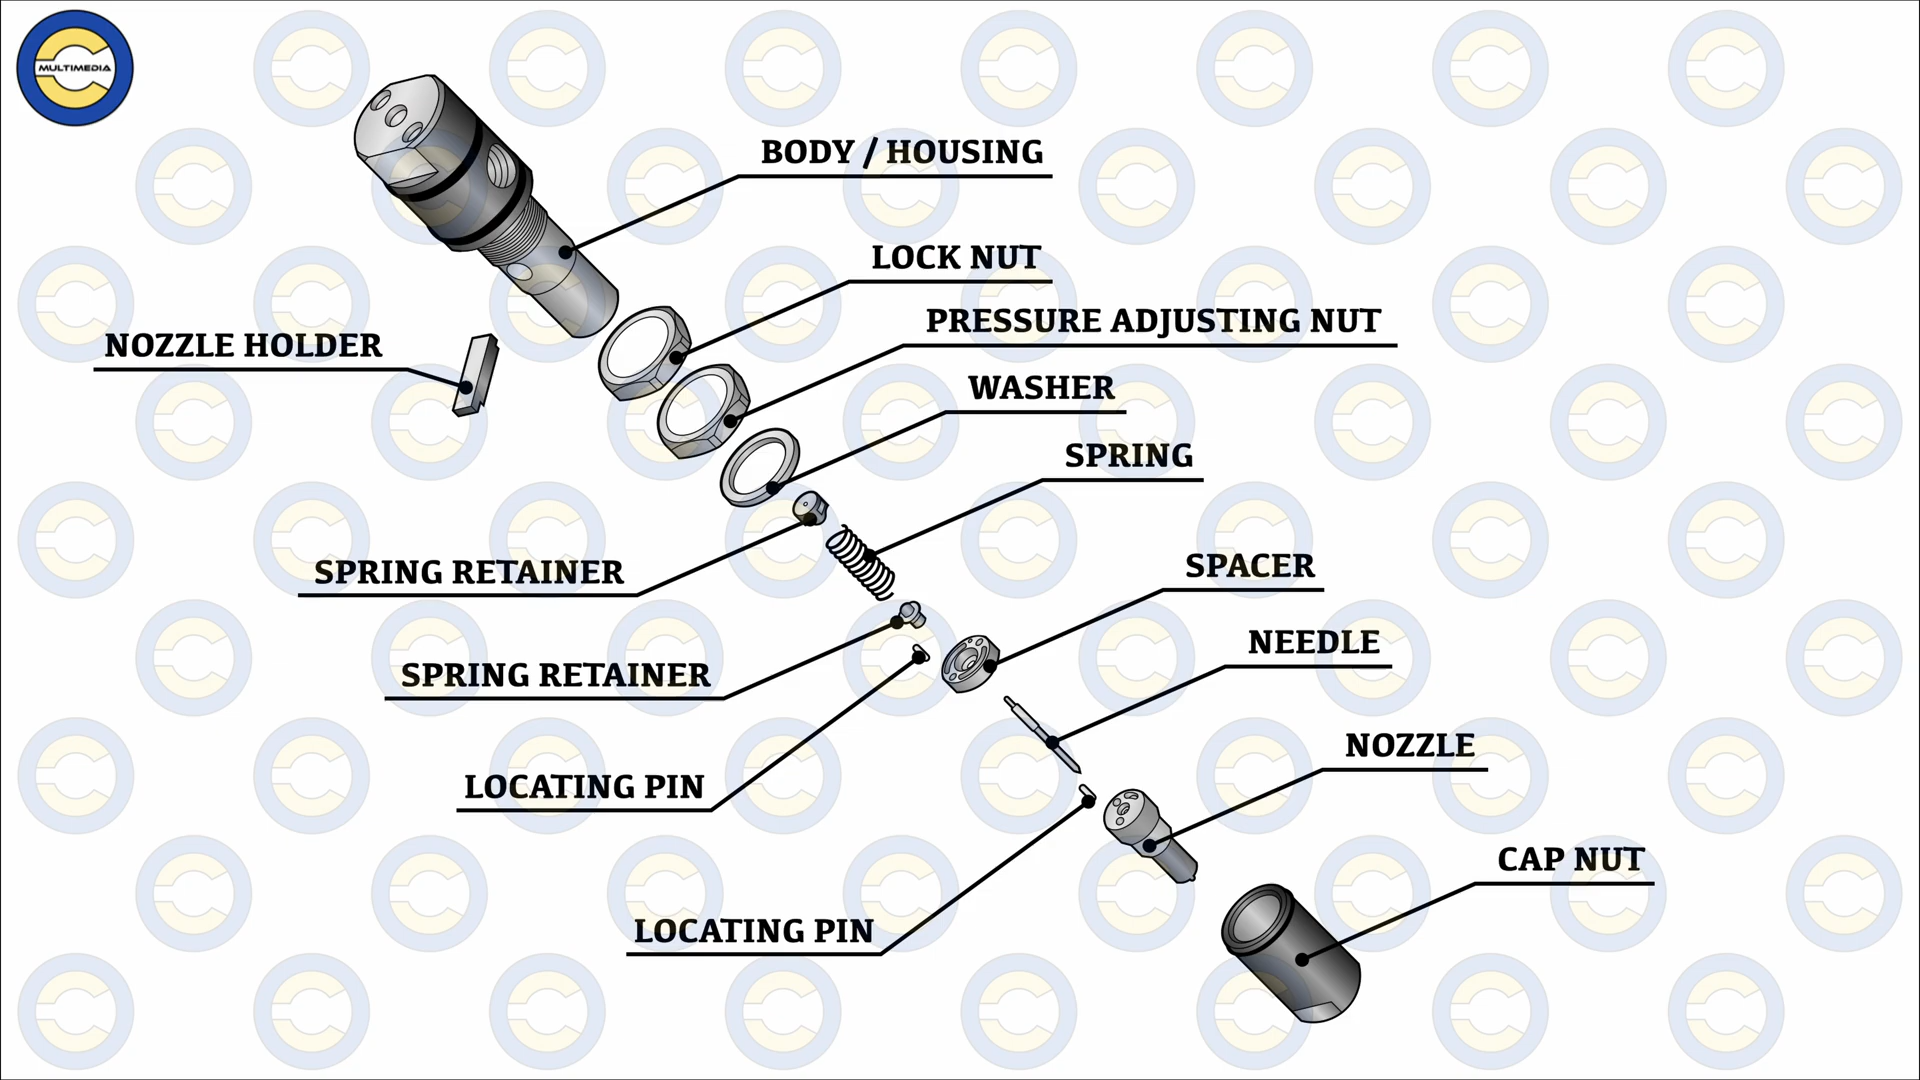 MULTIMEDIA
BODY / HOUSING
LOCK NUT
PRESSURE ADJUSTING NUT
NOZZLE HOLDER
WASHER
SPRING
SPRING RETAINER
SPACER
NEEDLE
SPRING RETAINER
NOZZLE
LOCATING PIN
CAP NUT
LOCATING PIN